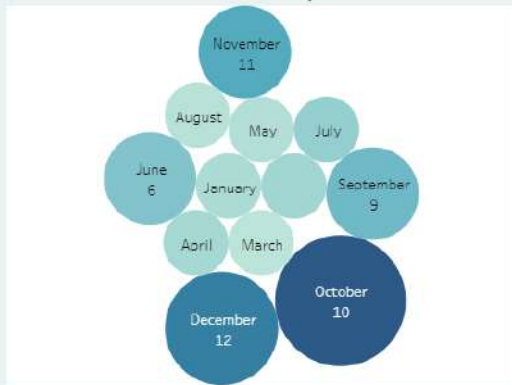 November
11
August
May
July
June
6
January
September
9
April
March
October
10
December
12